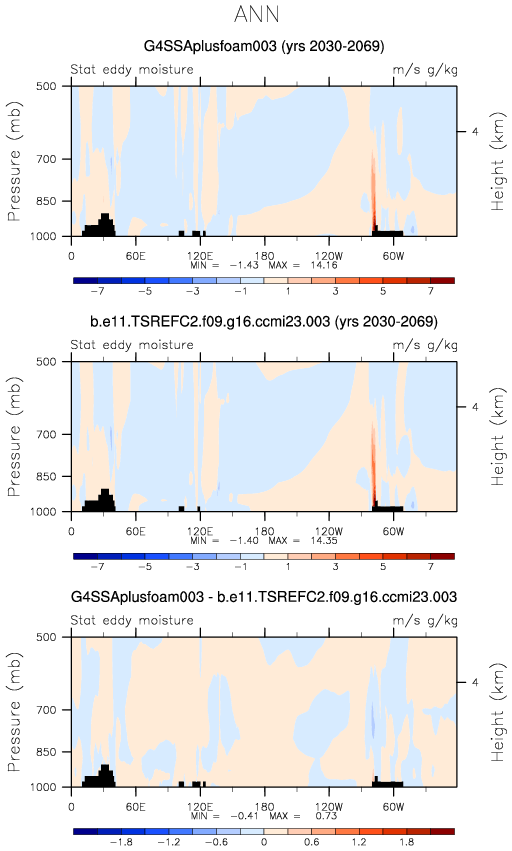 ANN
G4SSAplusfoam003 (yrs 2030-2069)
Stat eddy moisture m/s g/kg
500
700
850
1000
Pressure (mb)
4
Height (km)
0 60E 120E 180 120W 60W
MIN = -1.43 MAX = 14.16
-7 -5 -3 -1 1 3 5 7
b.e11.TSREFC2.f09.g16.ccmi23.003 (yrs 2030-2069)
Stat eddy moisture m/s g/kg
500
700
850
1000
Pressure (mb)
4
Height (km)
0 60E 120E 180 120W 60W
MIN = -1.40 MAX = 14.35
-7 -5 -3 -1 1 3 5 7
G4SSAplusfoam003 - b.e11.TSREFC2.f09.g16.ccmi23.003
Stat eddy moisture m/s g/kg
500
700
850
1000
Pressure (mb)
4
Height (km)
0 60E 120E 180 120W 60W
MIN = -0.41 MAX = 0.73
-1.8 -1.2 -0.6 0 0.6 1.2 1.8